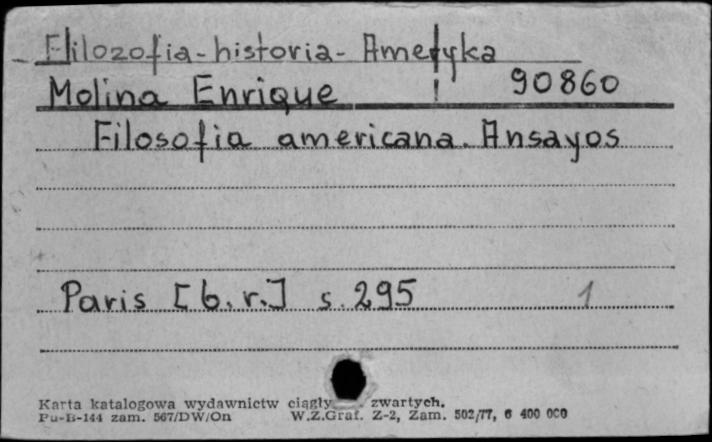 Filozofia-historia-Ameryka
Molina Enrique 90860
Filosofia americana. Ansayos
Paris [b.r.] s. 295 1
Karta katalogowa wydawnictw ciągły zwartych.
Pu-B-144 zam. 567/DW/On W.Z.Graf. Z-2, Zam. 502/77, 6 400 000